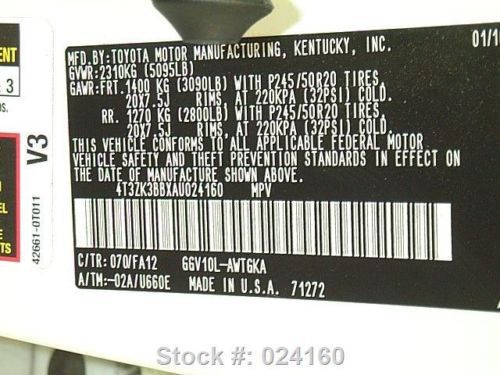 MFD.BY:TOYOTA MOTOR MANUFACTURING, KENTUCKY, INC.
01/10
GVWR:2310KG (5095LB)
GAWR:FRT.1400 KG (3090LB) WITH P245/50R20 TIRES,
20X7.5J RIMS, AT 220KPA (32PSI) COLD.
RR. 1270 KG (2800LB) WITH P245/50R20 TIRES,
20X7.5J RIMS, AT 220KPA (32PSI) COLD.
THIS VEHICLE CONFORMS TO ALL APPLICABLE FEDERAL MOTOR
VEHICLE SAFETY AND THEFT PREVENTION STANDARDS IN EFFECT ON
THE DATE OF MANUFACTURE SHOWN ABOVE.
4T3ZK3BBXAU024160 MPV
C/TR: 070/FA12 GGV10L-AWTGKA
A/TM:-02A/U660E MADE IN U.S.A. 71272
3
V3
42661-0T011
Stock #: 024160